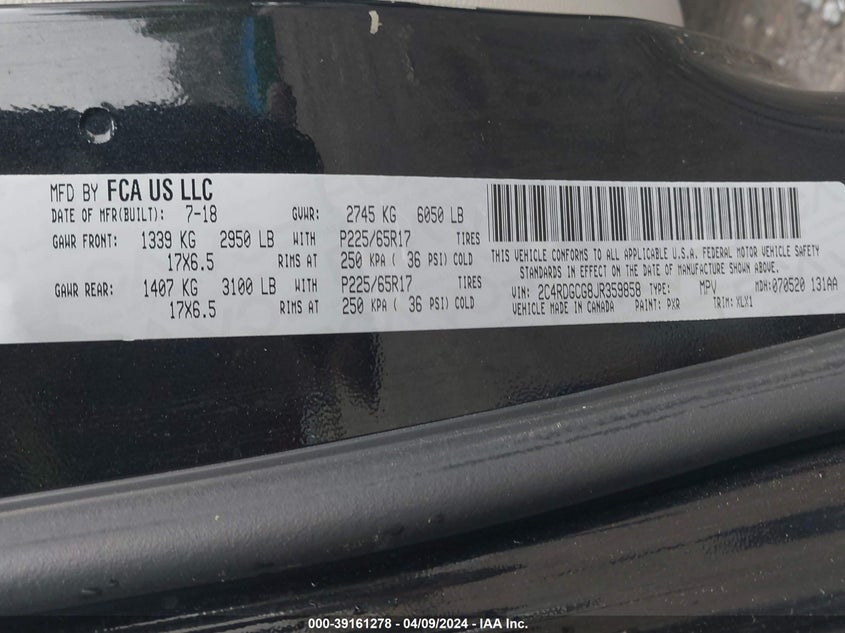 MFD BY FCA US LLC
DATE OF MFR(BUILT): 7-18 GVWR: 2745 KG 6050 LB
GAWR FRONT: 1339 KG 2950 LB WITH P225/65R17 TIRES
17X6.5 RIMS AT 250 KPA ( 36 PSI) COLD
GAWR REAR: 1407 KG 3100 LB WITH P225/65R17 TIRES
17X6.5 RIMS AT 250 KPA ( 36 PSI) COLD
THIS VEHICLE CONFORMS TO ALL APPLICABLE U.S.A. FEDERAL MOTOR VEHICLE SAFETY
STANDARDS IN EFFECT ON THE DATE OF MANUFACTURE SHOWN ABOVE.
VIN: 2C4RDGCG8JR359858 TYPE: MPV MDH:070520 131AA
VEHICLE MADE IN CANADA PAINT: PXR TRIM: XLX1
000-39161278 - 04/09/2024 - IAA Inc.